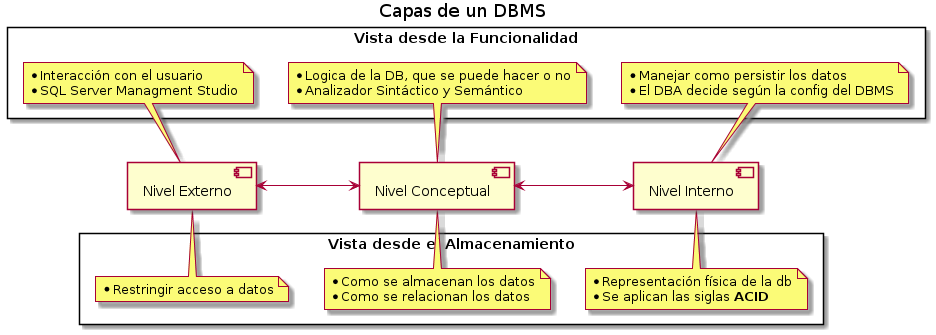 Capas de un DBMS
Vista desde la Funcionalidad
• Interacción con el usuario
• SQL Server Managment Studio
• Logica de la DB, que se puede hacer o no
• Analizador Sintáctico y Semántico
• Manejar como persistir los datos
• El DBA decide según la config del DBMS
Nivel Externo
Nivel Conceptual
Nivel Interno
Vista desde el Almacenamiento
• Restringir acceso a datos
• Como se almacenan los datos
• Como se relacionan los datos
• Representación física de la db
• Se aplican las siglas ACID